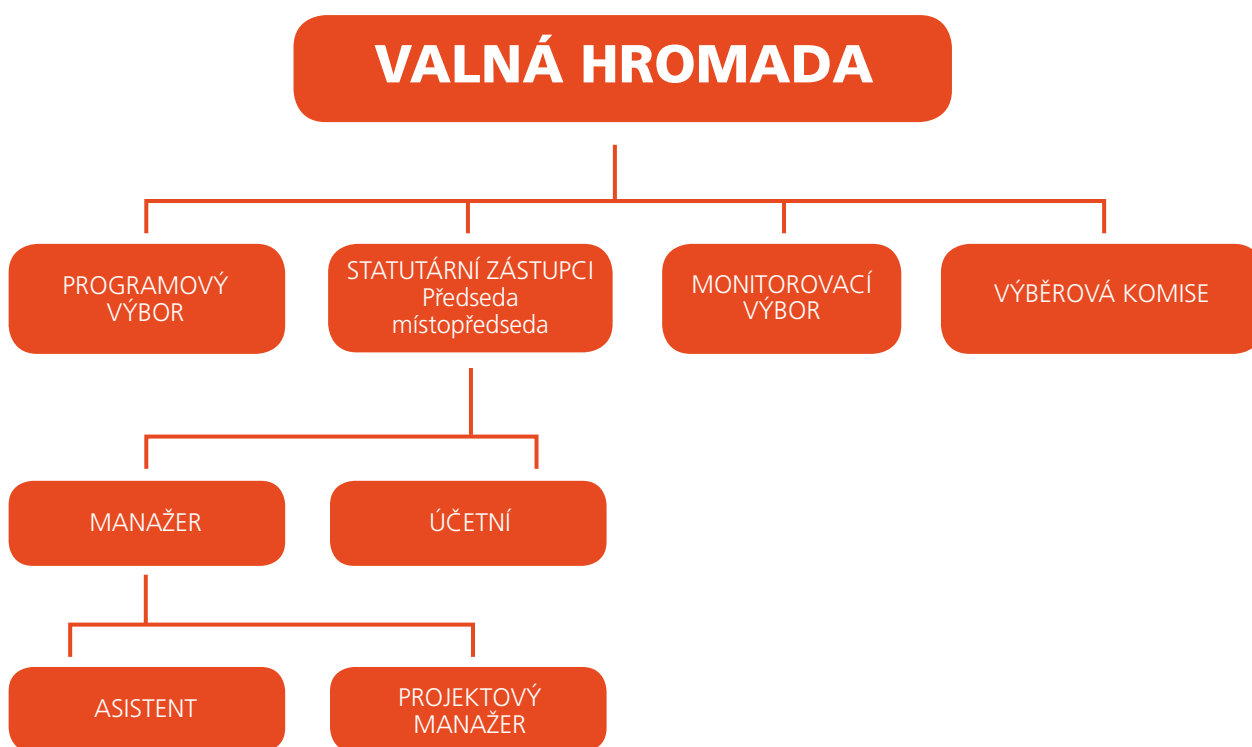 VALNÁ HROMADA
PROGRAMOVÝ
VÝBOR
STATUTÁRNÍ ZÁSTUPCI
Předseda
místopředseda
MONITOROVACÍ
VÝBOR
VÝBĚROVÁ KOMISE
MANAŽER
ÚČETNÍ
ASISTENT
PROJEKTOVÝ
MANAŽER